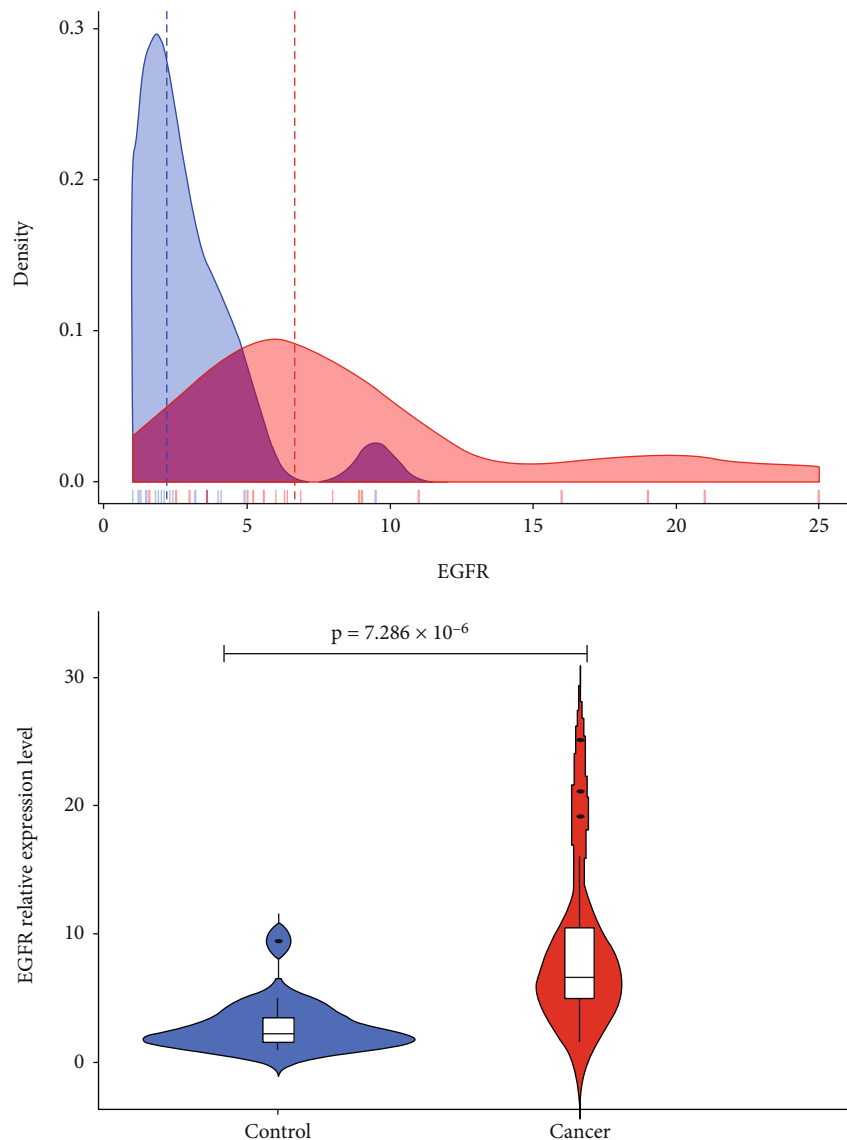 0.3
0.2
Density
0.1
0.0
0 5 10 15 20 25
EGFR
p = 7.286 × 10⁻⁶
30
20
EGFR relative expression level
10
0
Control Cancer